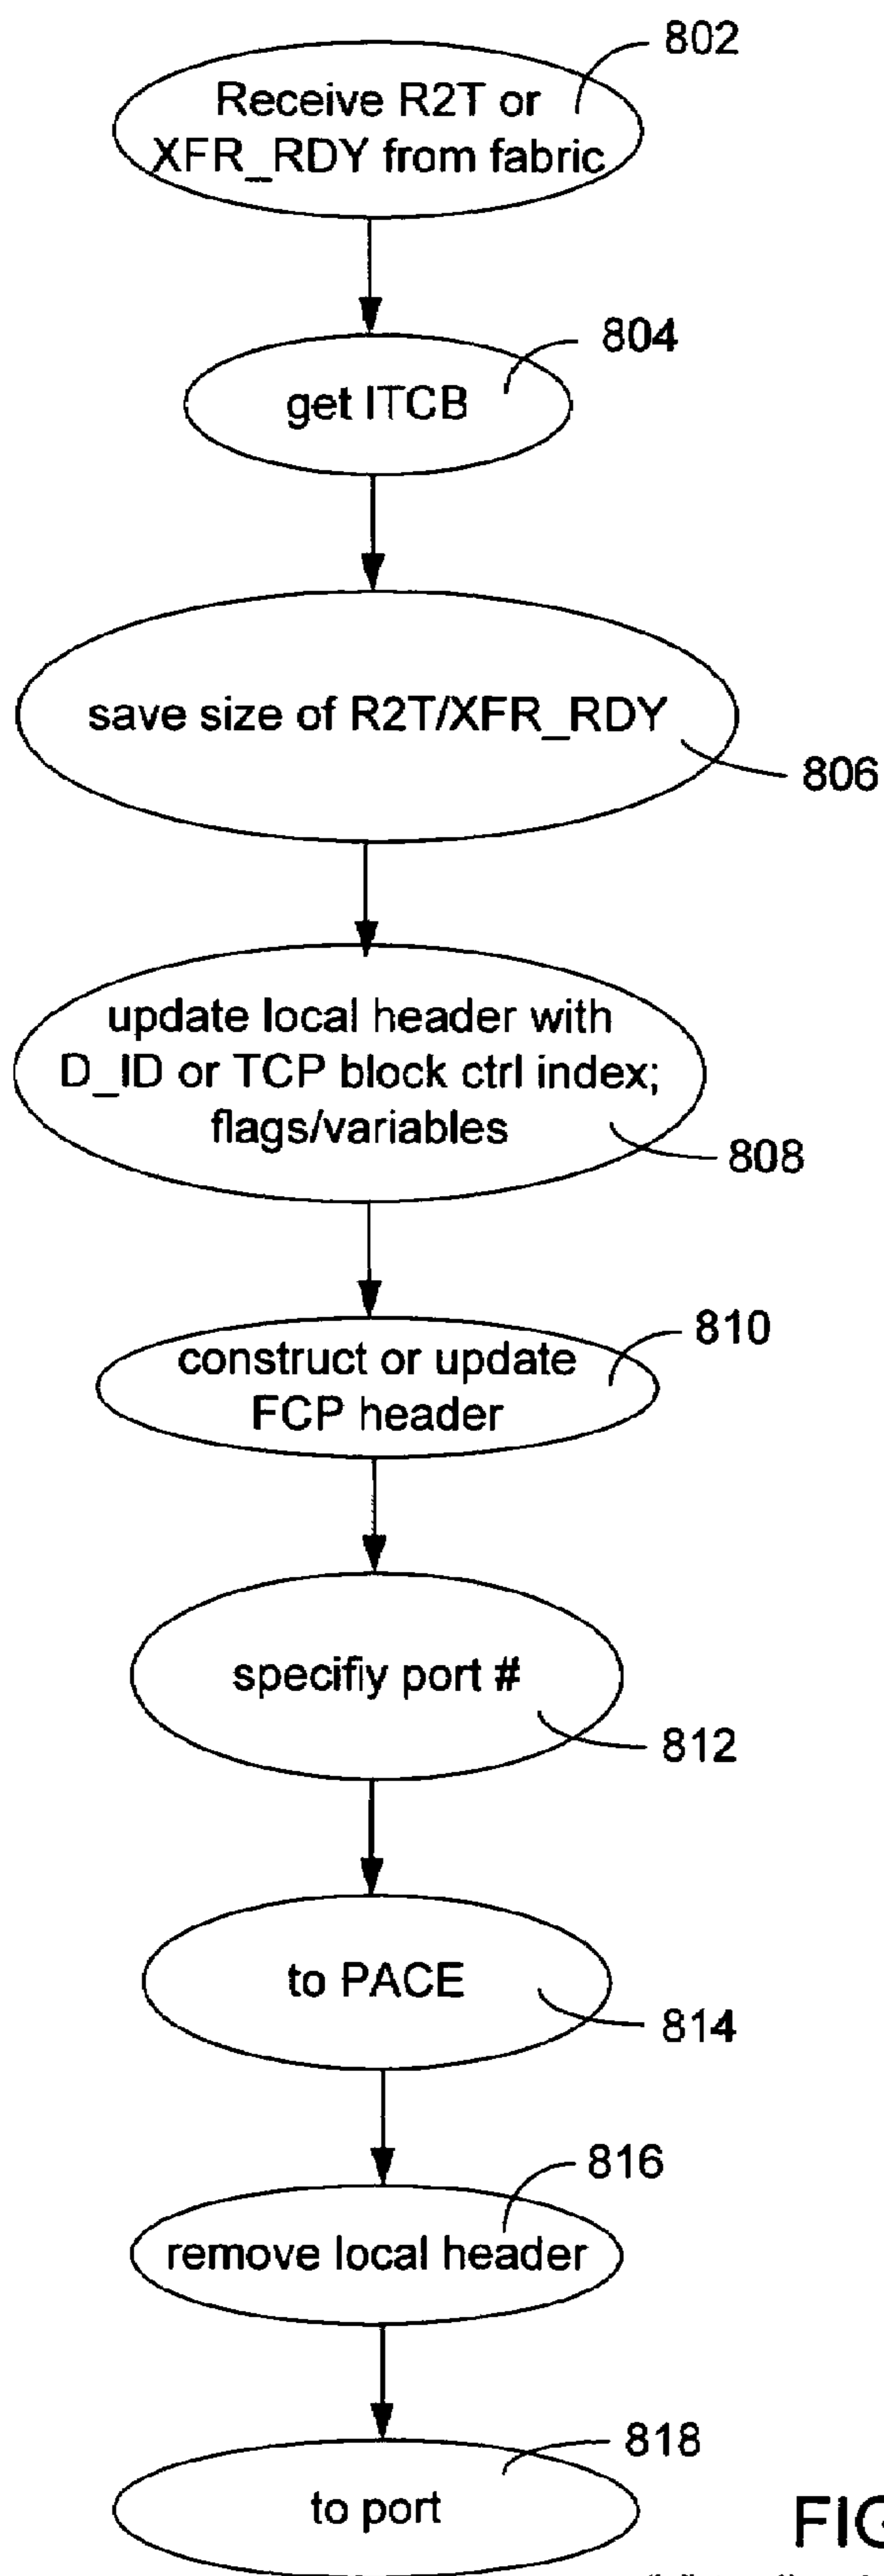 802
Receive R2T or
XFR_RDY from fabric
804
get ITCB
save size of R2T/XFR_RDY
806
update local header with
D_ID or TCP block ctrl index;
flags/variables
808
810
construct or update
FCP header
specifiy port #
812
to PACE
814
816
remove local header
818
to port
FIG